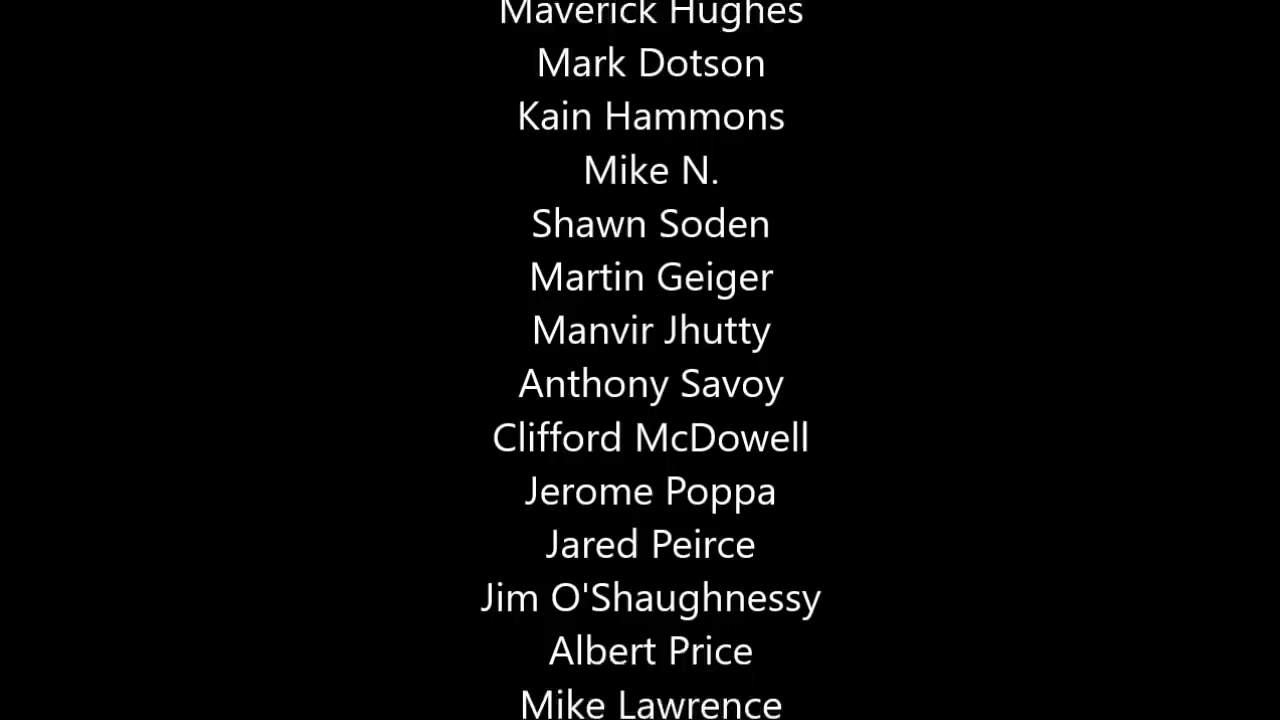 Maverick Hughes
Mark Dotson
Kain Hammons
Mike N.
Shawn Soden
Martin Geiger
Manvir Jhutty
Anthony Savoy
Clifford McDowell
Jerome Poppa
Jared Peirce
Jim O'Shaughnessy
Albert Price
Mike Lawrence